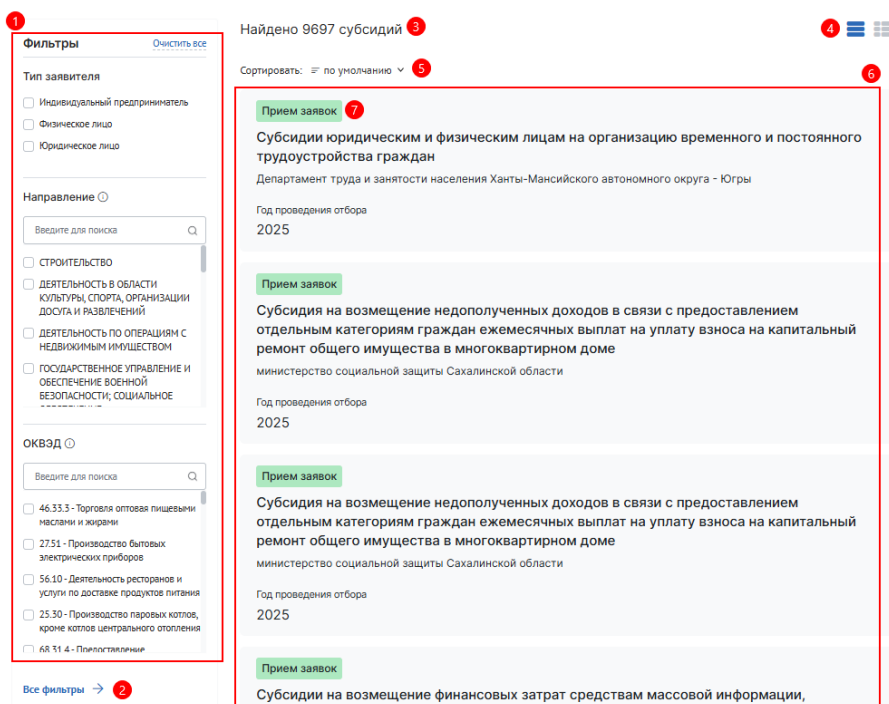 1
Фильтры
Очистить все
Тип заявителя
Индивидуальный предприниматель
Физическое лицо
Юридическое лицо
Направление
Введите для поиска
СТРОИТЕЛЬСТВО
ДЕЯТЕЛЬНОСТЬ В ОБЛАСТИ
КУЛЬТУРЫ, СПОРТА, ОРГАНИЗАЦИИ
ДОСУГА И РАЗВЛЕЧЕНИЙ
ДЕЯТЕЛЬНОСТЬ ПО ОПЕРАЦИЯМ С
НЕДВИЖИМЫМ ИМУЩЕСТВОМ
ГОСУДАРСТВЕННОЕ УПРАВЛЕНИЕ И
ОБЕСПЕЧЕНИЕ ВОЕННОЙ
БЕЗОПАСНОСТИ; СОЦИАЛЬНОЕ
ОКВЭД
Введите для поиска
46.33.3 - Торговля оптовая пищевыми
маслами и жирами
27.51 - Производство бытовых
электрических приборов
56.10 - Деятельность ресторанов и
услуги по доставке продуктов питания
25.30 - Производство паровых котлов,
кроме котлов центрального отопления
68.31.4 - Предоставление
Все фильтры → 2
Найдено 9697 субсидий 3
4
Сортировать: по умолчанию 5
6
Прием заявок 7
Субсидии юридическим и физическим лицам на организацию временного и постоянного
трудоустройства граждан
Департамент труда и занятости населения Ханты-Мансийского автономного округа - Югры
Год проведения отбора
2025
Прием заявок
Субсидия на возмещение недополученных доходов в связи с предоставлением
отдельным категориям граждан ежемесячных выплат на уплату взноса на капитальный
ремонт общего имущества в многоквартирном доме
министерство социальной защиты Сахалинской области
Год проведения отбора
2025
Прием заявок
Субсидия на возмещение недополученных доходов в связи с предоставлением
отдельным категориям граждан ежемесячных выплат на уплату взноса на капитальный
ремонт общего имущества в многоквартирном доме
министерство социальной защиты Сахалинской области
Год проведения отбора
2025
Прием заявок
Субсидии на возмещение финансовых затрат средствам массовой информации,